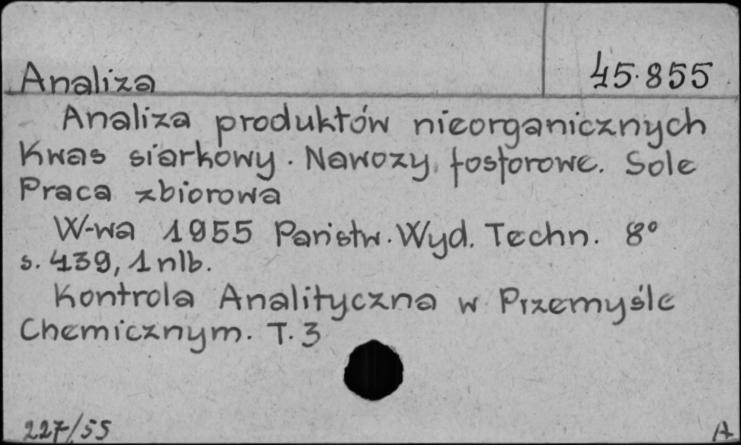 Analiza 45.855
Analiza produktów nieorganicznych
Kwas siarkowy. Nawozy fosforowe. Sole
Praca zbiorowa
W-wa 1955 Państw. Wyd. Techn. 8°
s. 439, 1 nlb.
Kontrola Analityczna w Przemyśle
Chemicznym. T. 3
227/55 A